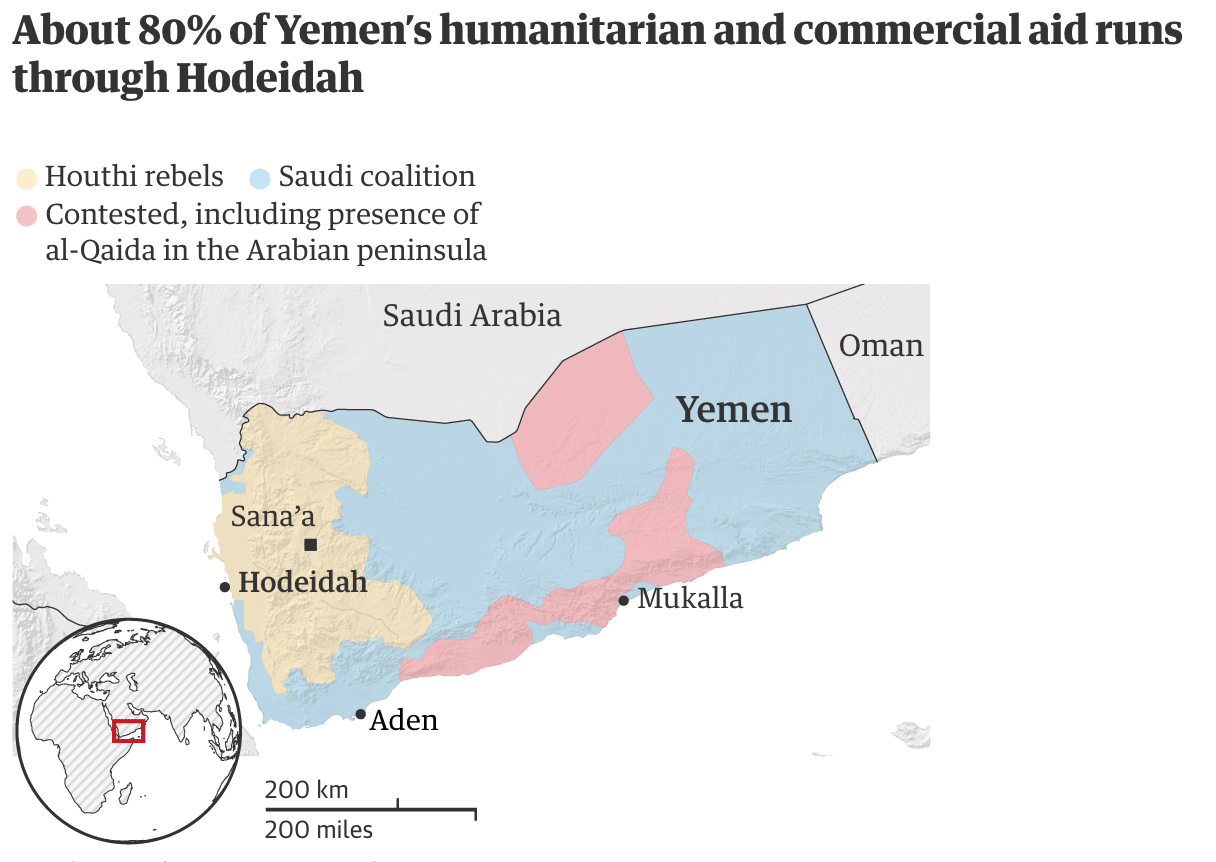 About 80% of Yemen’s humanitarian and commercial aid runs
through Hodeidah
Houthi rebels
Saudi coalition
Contested, including presence of
al-Qaida in the Arabian peninsula
Saudi Arabia
Oman
Yemen
Sana’a
Hodeidah
Mukalla
Aden
200 km
200 miles